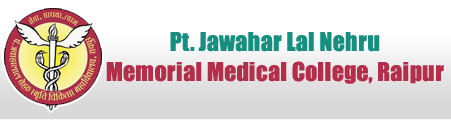 Pt. Jawahar Lal Nehru
Memorial Medical College, Raipur